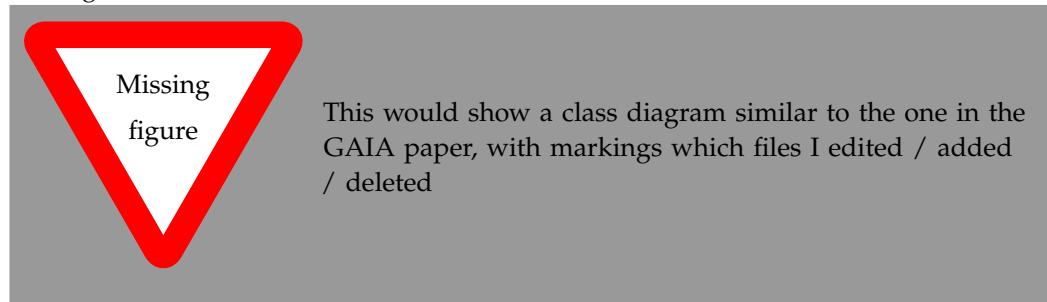 Missing
figure
This would show a class diagram similar to the one in the
GAIA paper, with markings which files I edited / added
/ deleted